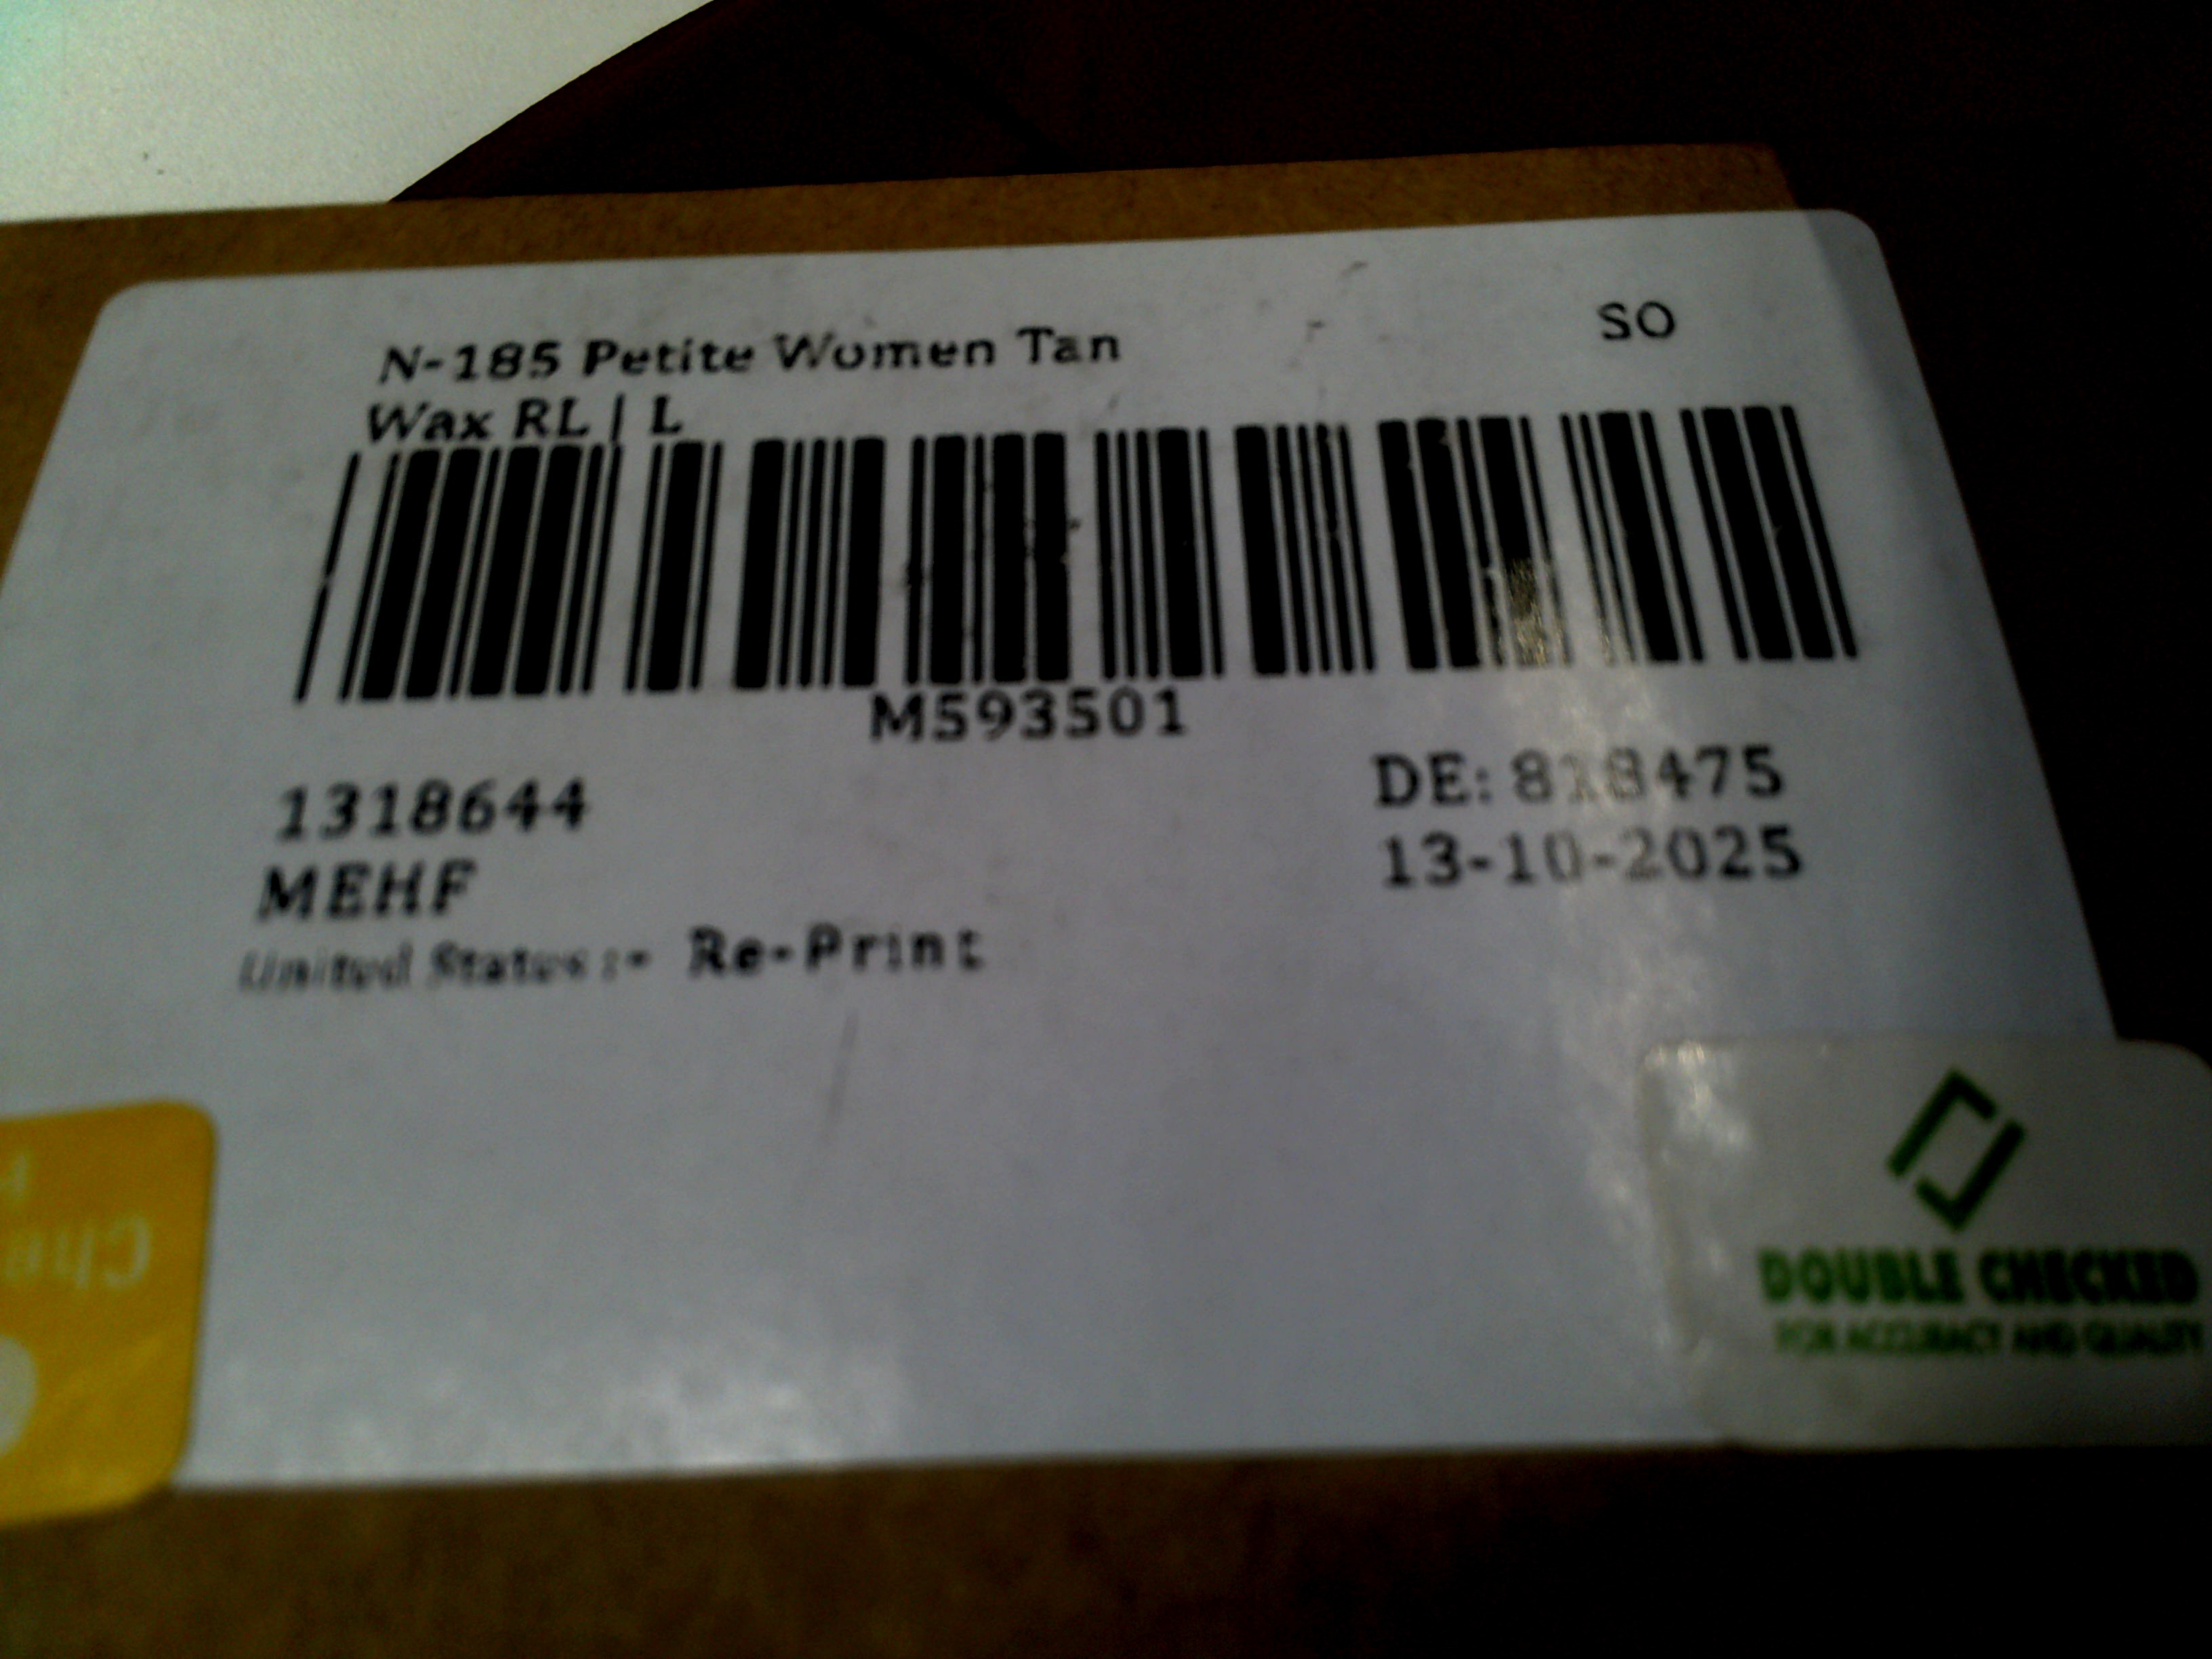 N-185 Petite Women Tan
SO
Wax RL | L
M593501
1318644
DE: 818475
MEHF
13-10-2025
United States :- Re-Print
Che
DOUBLE CHECKED
FOR ACCURACY AND QUALITY